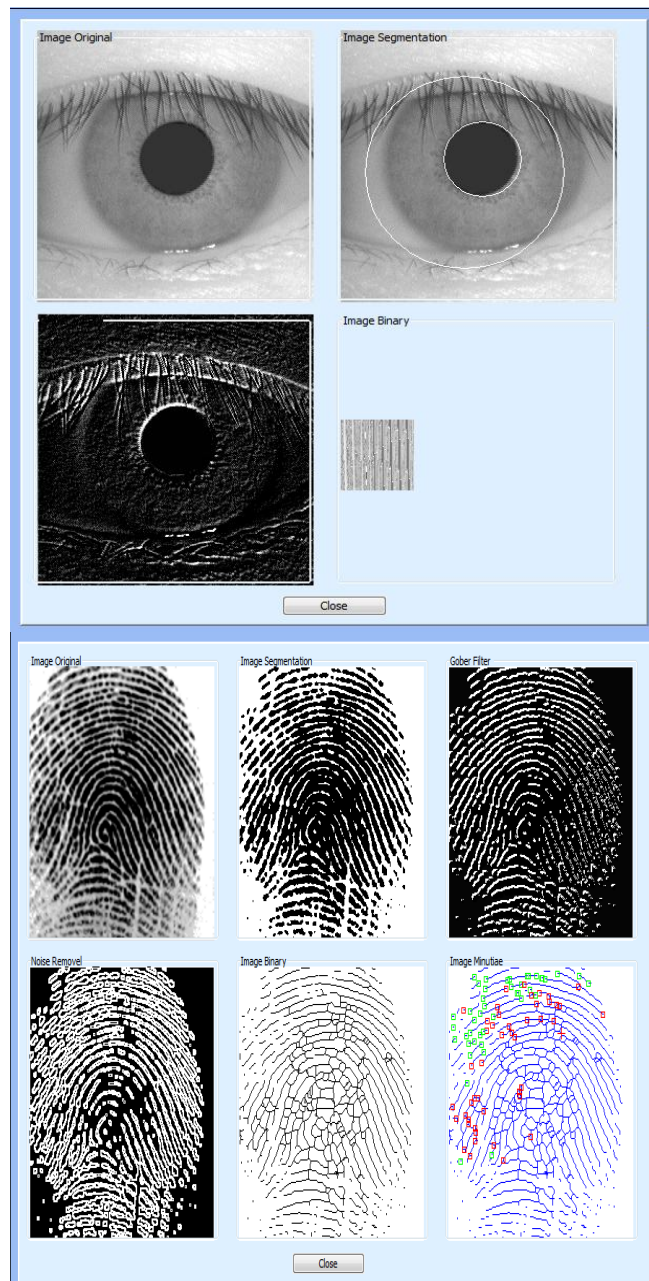 Image Original
Image Segmentation
Image Binary
Close
Image Original
Image Segmentation
Gober Filter
Noise Removel
Image Binary
Image Minutiae
Close